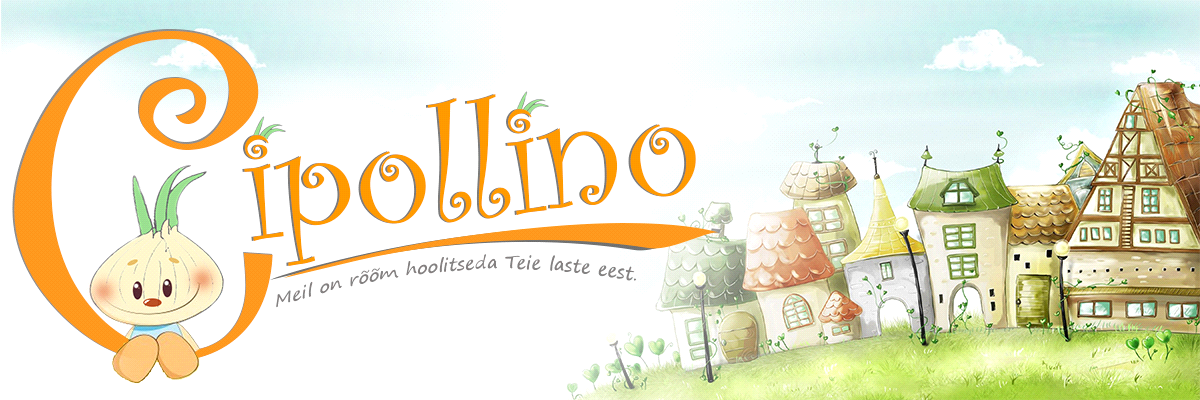 Cipollino
Meil on rõõm hoolitseda Teie laste eest.